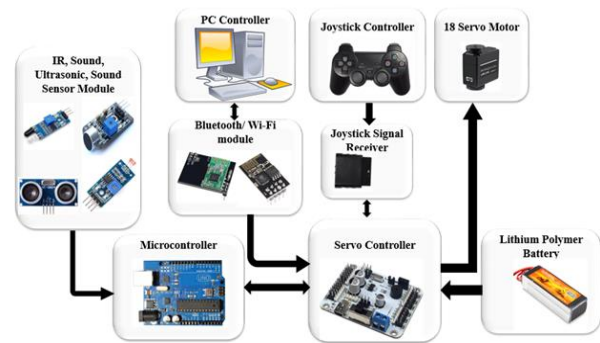 PC Controller
Joystick Controller
18 Servo Motor
IR, Sound,
Ultrasonic, Sound
Sensor Module
Bluetooth/ Wi-Fi
module
Joystick Signal
Receiver
Microcontroller
Servo Controller
Lithium Polymer
Battery